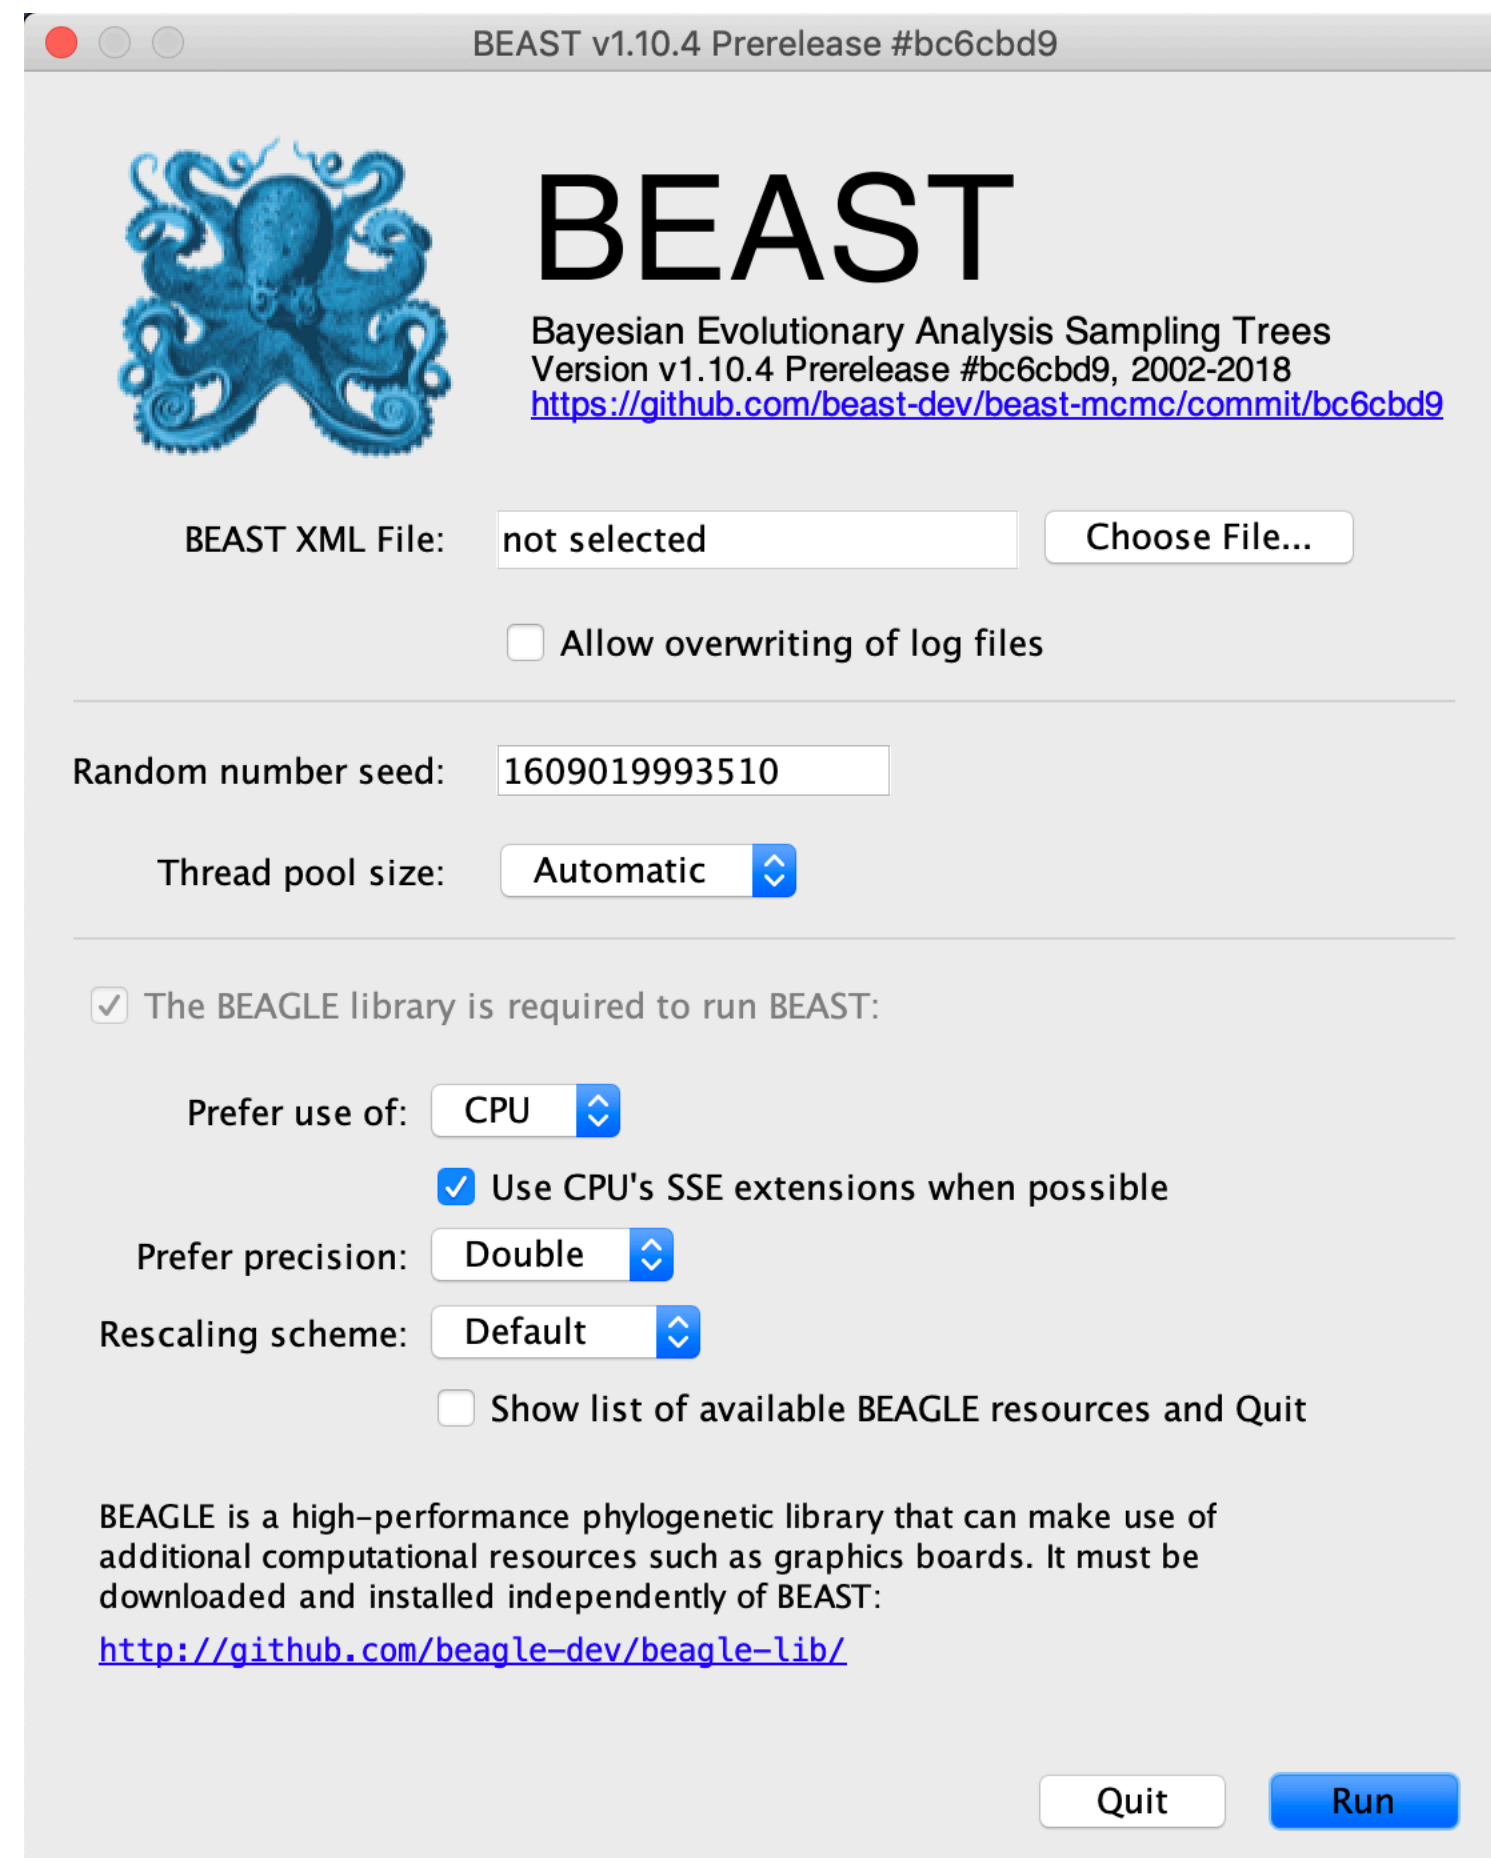 BEAST v1.10.4 Prerelease #bc6cbd9
BEAST
Bayesian Evolutionary Analysis Sampling Trees
Version v1.10.4 Prerelease #bc6cbd9, 2002-2018
https://github.com/beast-dev/beast-mcmc/commit/bc6cbd9
BEAST XML File: not selected Choose File...
Allow overwriting of log files
Random number seed: 1609019993510
Thread pool size: Automatic
The BEAGLE library is required to run BEAST:
Prefer use of: CPU
Use CPU's SSE extensions when possible
Prefer precision: Double
Rescaling scheme: Default
Show list of available BEAGLE resources and Quit
BEAGLE is a high-performance phylogenetic library that can make use of
additional computational resources such as graphics boards. It must be
downloaded and installed independently of BEAST:
http://github.com/beagle-dev/beagle-lib/
Quit Run